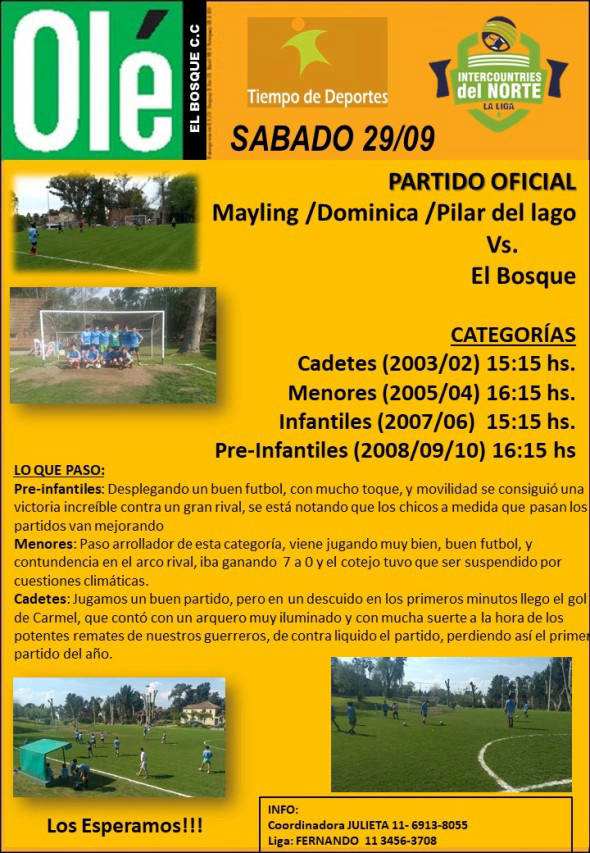 Olé
EL BOSQUE C.C
Tiempo de Deportes
INTERCOUNTRIES
del NORTE
LA LIGA
SABADO 29/09
PARTIDO OFICIAL
Mayling /Dominica /Pilar del lago
Vs.
El Bosque
CATEGORÍAS
Cadetes (2003/02) 15:15 hs.
Menores (2005/04) 16:15 hs.
Infantiles (2007/06) 15:15 hs.
Pre-Infantiles (2008/09/10) 16:15 hs
LO QUE PASO:
Pre-infantiles: Desplegando un buen futbol, con mucho toque, y movilidad se consiguió una
victoria increíble contra un gran rival, se está notando que los chicos a medida que pasan los
partidos van mejorando
Menores: Paso arrollador de esta categoría, viene jugando muy bien, buen futbol, y
contundencia en el arco rival, iba ganando 7 a 0 y el cotejo tuvo que ser suspendido por
cuestiones climáticas.
Cadetes: Jugamos un buen partido, pero en un descuido en los primeros minutos llego el gol
de Carmel, que contó con un arquero muy iluminado y con mucha suerte a la hora de los
potentes remates de nuestros guerreros, de contra liquido el partido, perdiendo así el primer
partido del año.
Los Esperamos!!!
INFO:
Coordinadora JULIETA 11- 6913-8055
Liga: FERNANDO 11 3456-3708